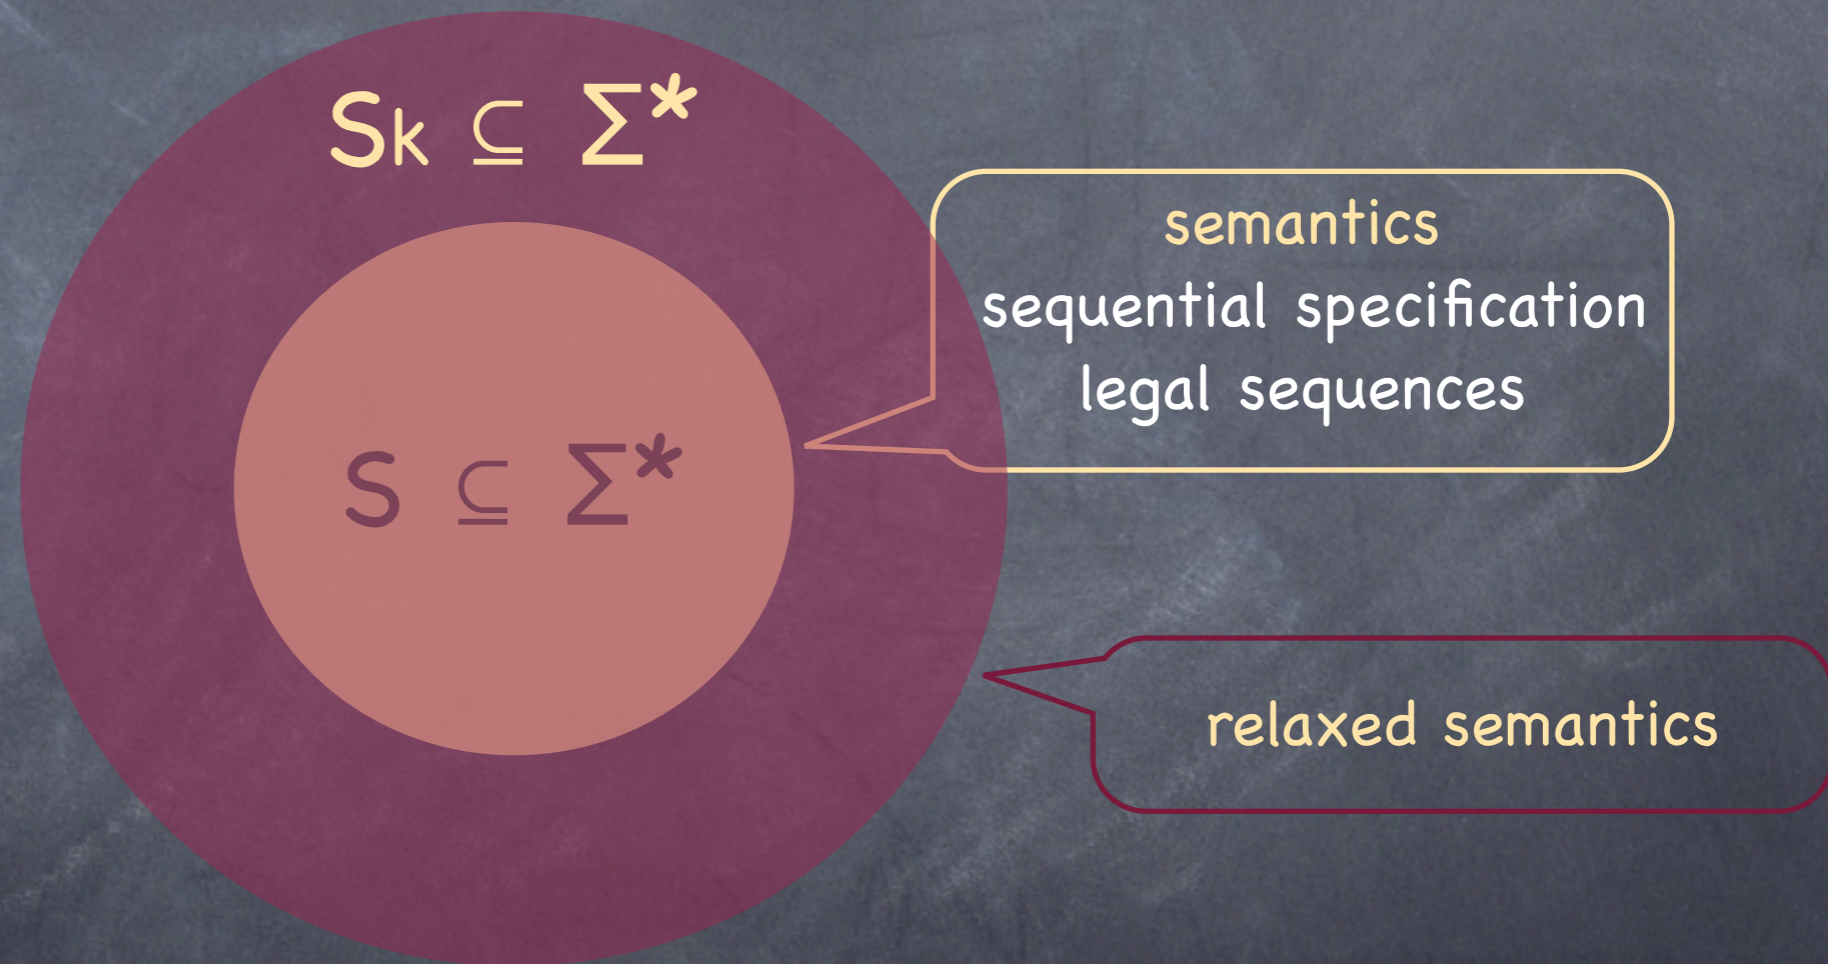 Sk ⊆ Σ*
semantics
sequential specification
legal sequences
S ⊆ Σ*
relaxed semantics